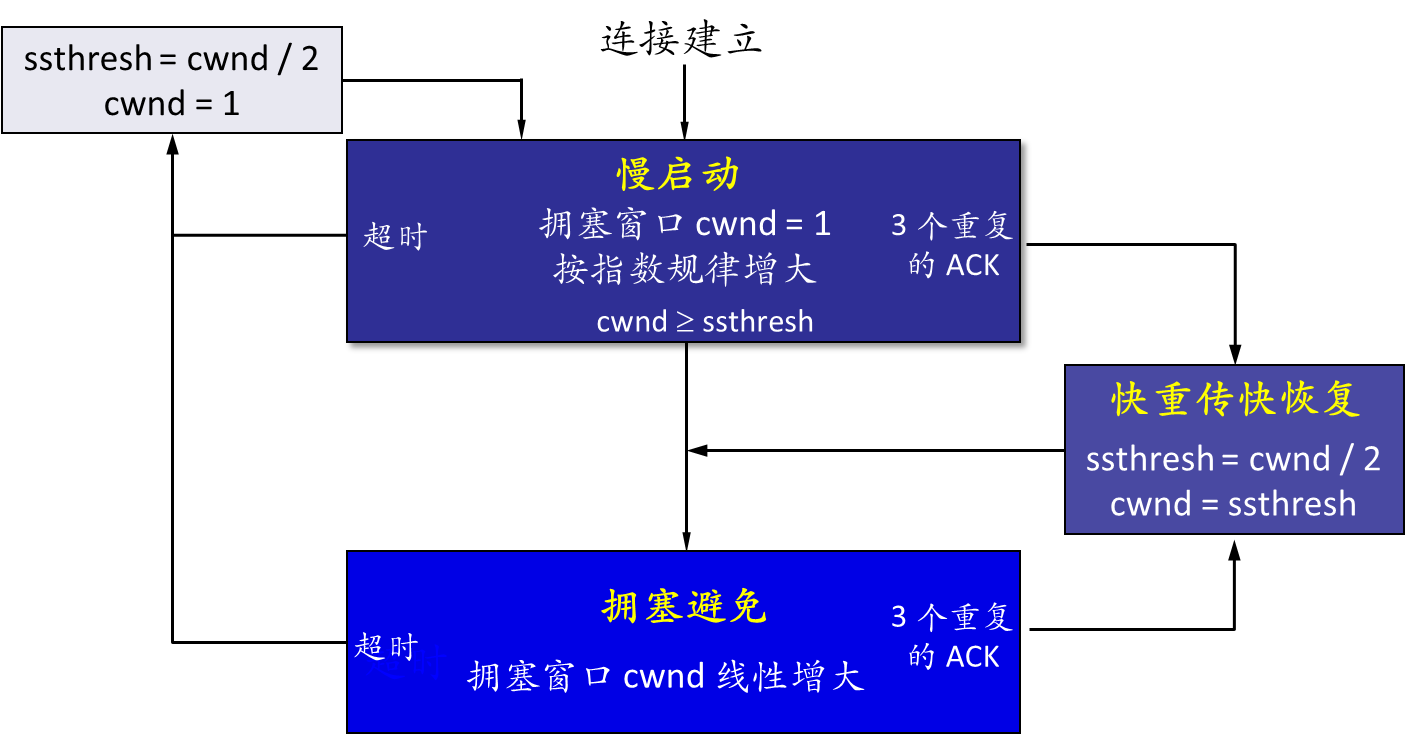 ssthresh = cwnd / 2
cwnd = 1
连接建立
慢启动
拥塞窗口 cwnd = 1
按指数规律增大
cwnd ≥ ssthresh
超时
3 个重复
的 ACK
快重传快恢复
ssthresh = cwnd / 2
cwnd = ssthresh
拥塞避免
拥塞窗口 cwnd 线性增大
超时
3 个重复
的 ACK